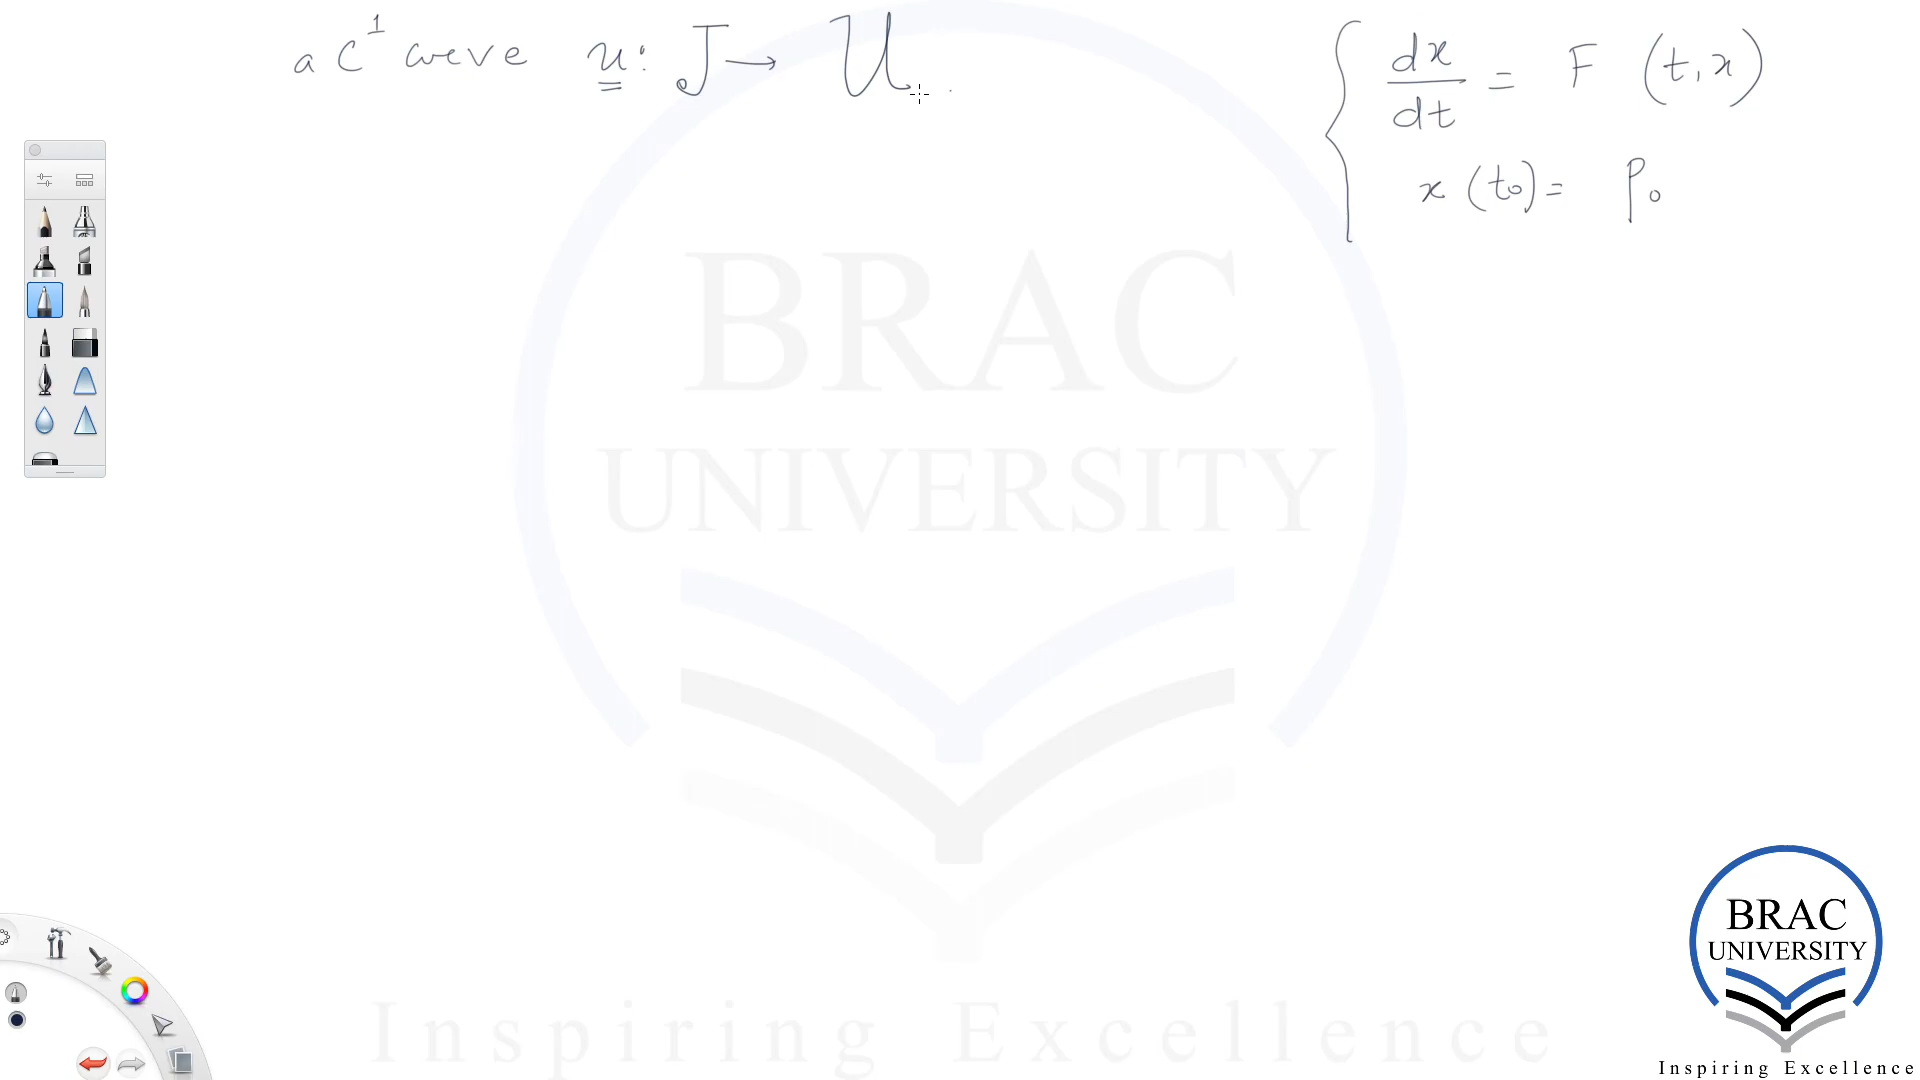 a C¹ curve u: J → U
dx/dt = F (t, x)
x (t₀) = P₀
BRAC
UNIVERSITY
Inspiring Excellence
BRAC
UNIVERSITY
Inspiring Excellence